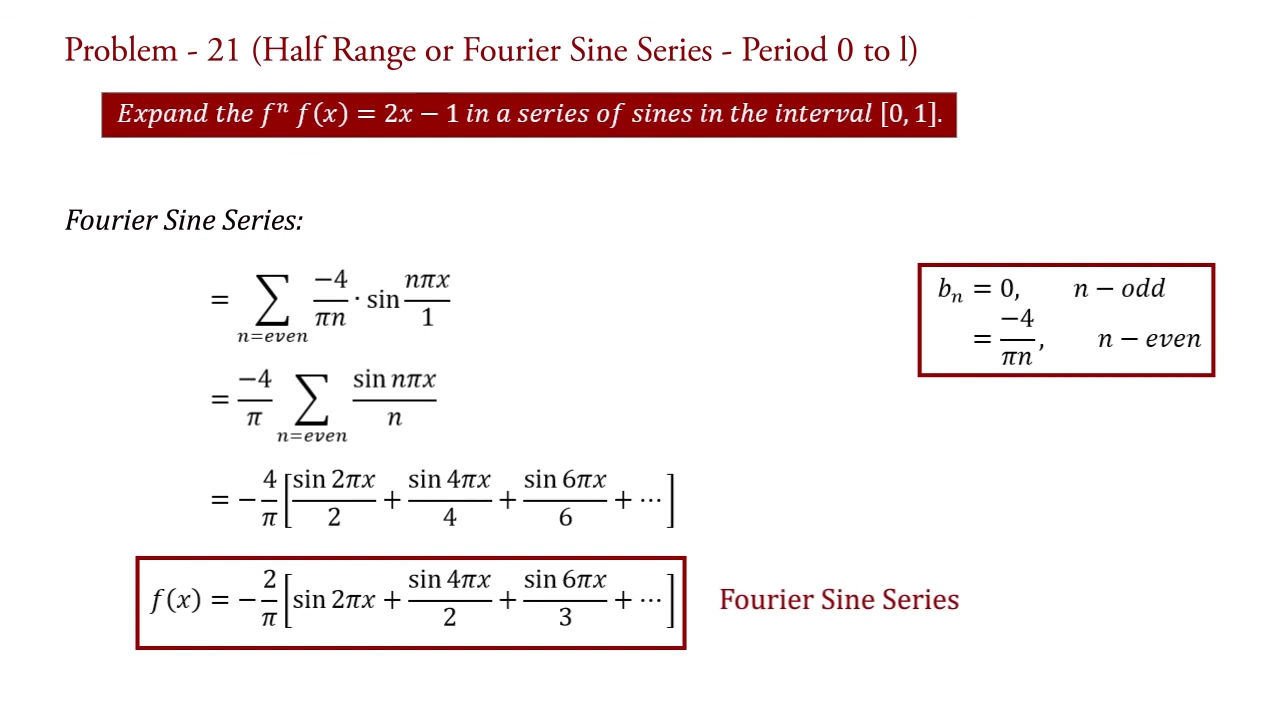 Problem - 21 (Half Range or Fourier Sine Series - Period 0 to l)
Expand the fⁿ f(x) = 2x − 1 in a series of sines in the interval [0, 1].
Fourier Sine Series:
= ∑_{n=even} −4/πn · sin nπx/1
bₙ = 0, n − odd
= −4/πn, n − even
= −4/π ∑_{n=even} sin nπx/n
= −4/π [sin 2πx/2 + sin 4πx/4 + sin 6πx/6 + ⋯]
f(x) = −2/π [sin 2πx + sin 4πx/2 + sin 6πx/3 + ⋯] Fourier Sine Series